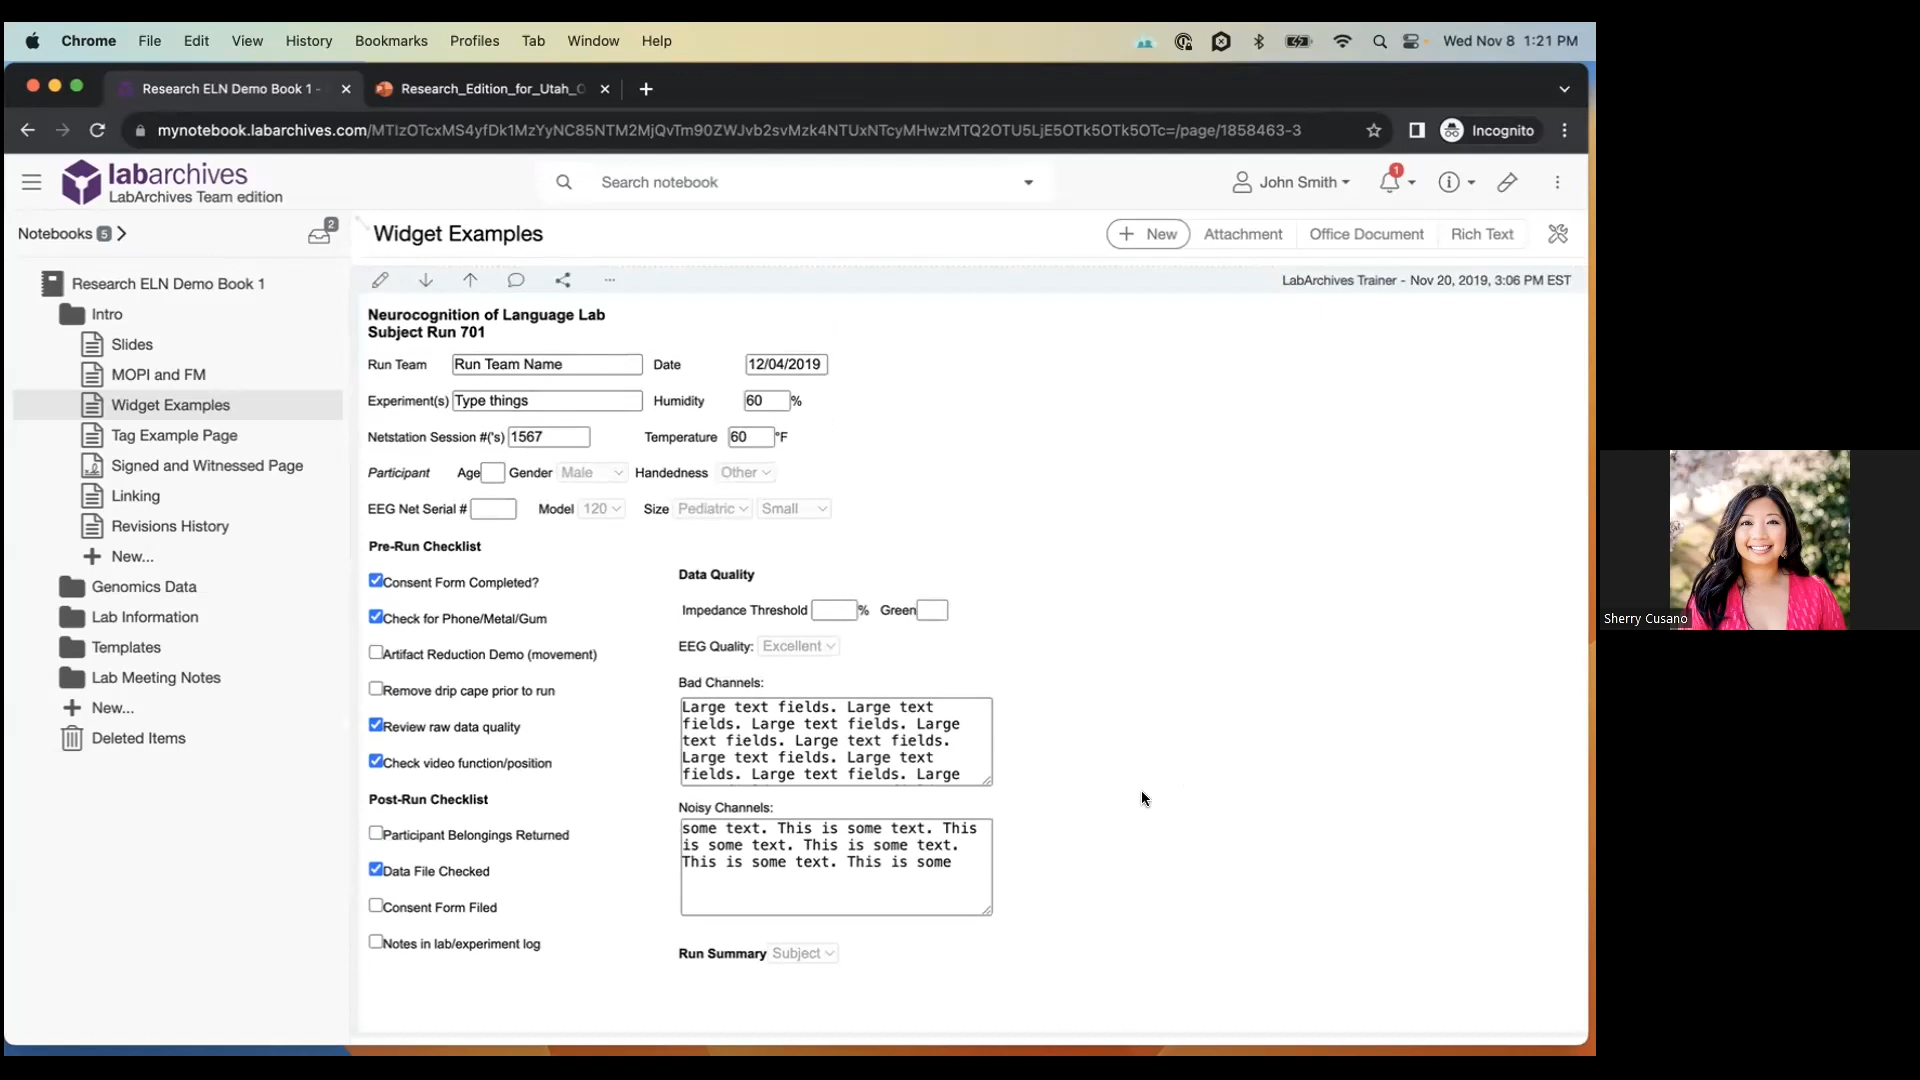 Chrome File Edit View History Bookmarks Profiles Tab Window Help Wed Nov 8 1:21 PM
Research ELN Demo Book 1 - Research_Edition_for_Utah_
mynotebook.labarchives.com/MTIzOTcxMS4yfDk1MzYyNC85NTM2MjQvTm90ZWJvb2svMzk4NTUxNTcyMHwzMTQ2OTU5LjE5OTk5OTk5OTc=/page/1858463-3 Incognito
labarchives
LabArchives Team edition
Search notebook
John Smith 1
Notebooks 5 2
Widget Examples
+ New Attachment Office Document Rich Text
Research ELN Demo Book 1
Intro
Slides
MOPI and FM
Widget Examples
Tag Example Page
Signed and Witnessed Page
Linking
Revisions History
New...
Genomics Data
Lab Information
Templates
Lab Meeting Notes
New...
Deleted Items
LabArchives Trainer - Nov 20, 2019, 3:06 PM EST
Neurocognition of Language Lab
Subject Run 701
Run Team Run Team Name Date 12/04/2019
Experiment(s) Type things Humidity 60 %
Netstation Session #('s) 1567 Temperature 60 °F
Participant Age Gender Male Handedness Other
EEG Net Serial # Model 120 Size Pediatric Small
Pre-Run Checklist
Consent Form Completed?
Check for Phone/Metal/Gum
Artifact Reduction Demo (movement)
Remove drip cape prior to run
Review raw data quality
Check video function/position
Post-Run Checklist
Participant Belongings Returned
Data File Checked
Consent Form Filed
Notes in lab/experiment log
Data Quality
Impedance Threshold % Green
EEG Quality: Excellent
Bad Channels:
Large text fields. Large text
fields. Large text fields. Large
text fields. Large text fields.
Large text fields. Large text
fields. Large text fields. Large
Noisy Channels:
some text. This is some text. This
is some text. This is some text.
This is some text. This is some
Run Summary Subject
Sherry Cusano